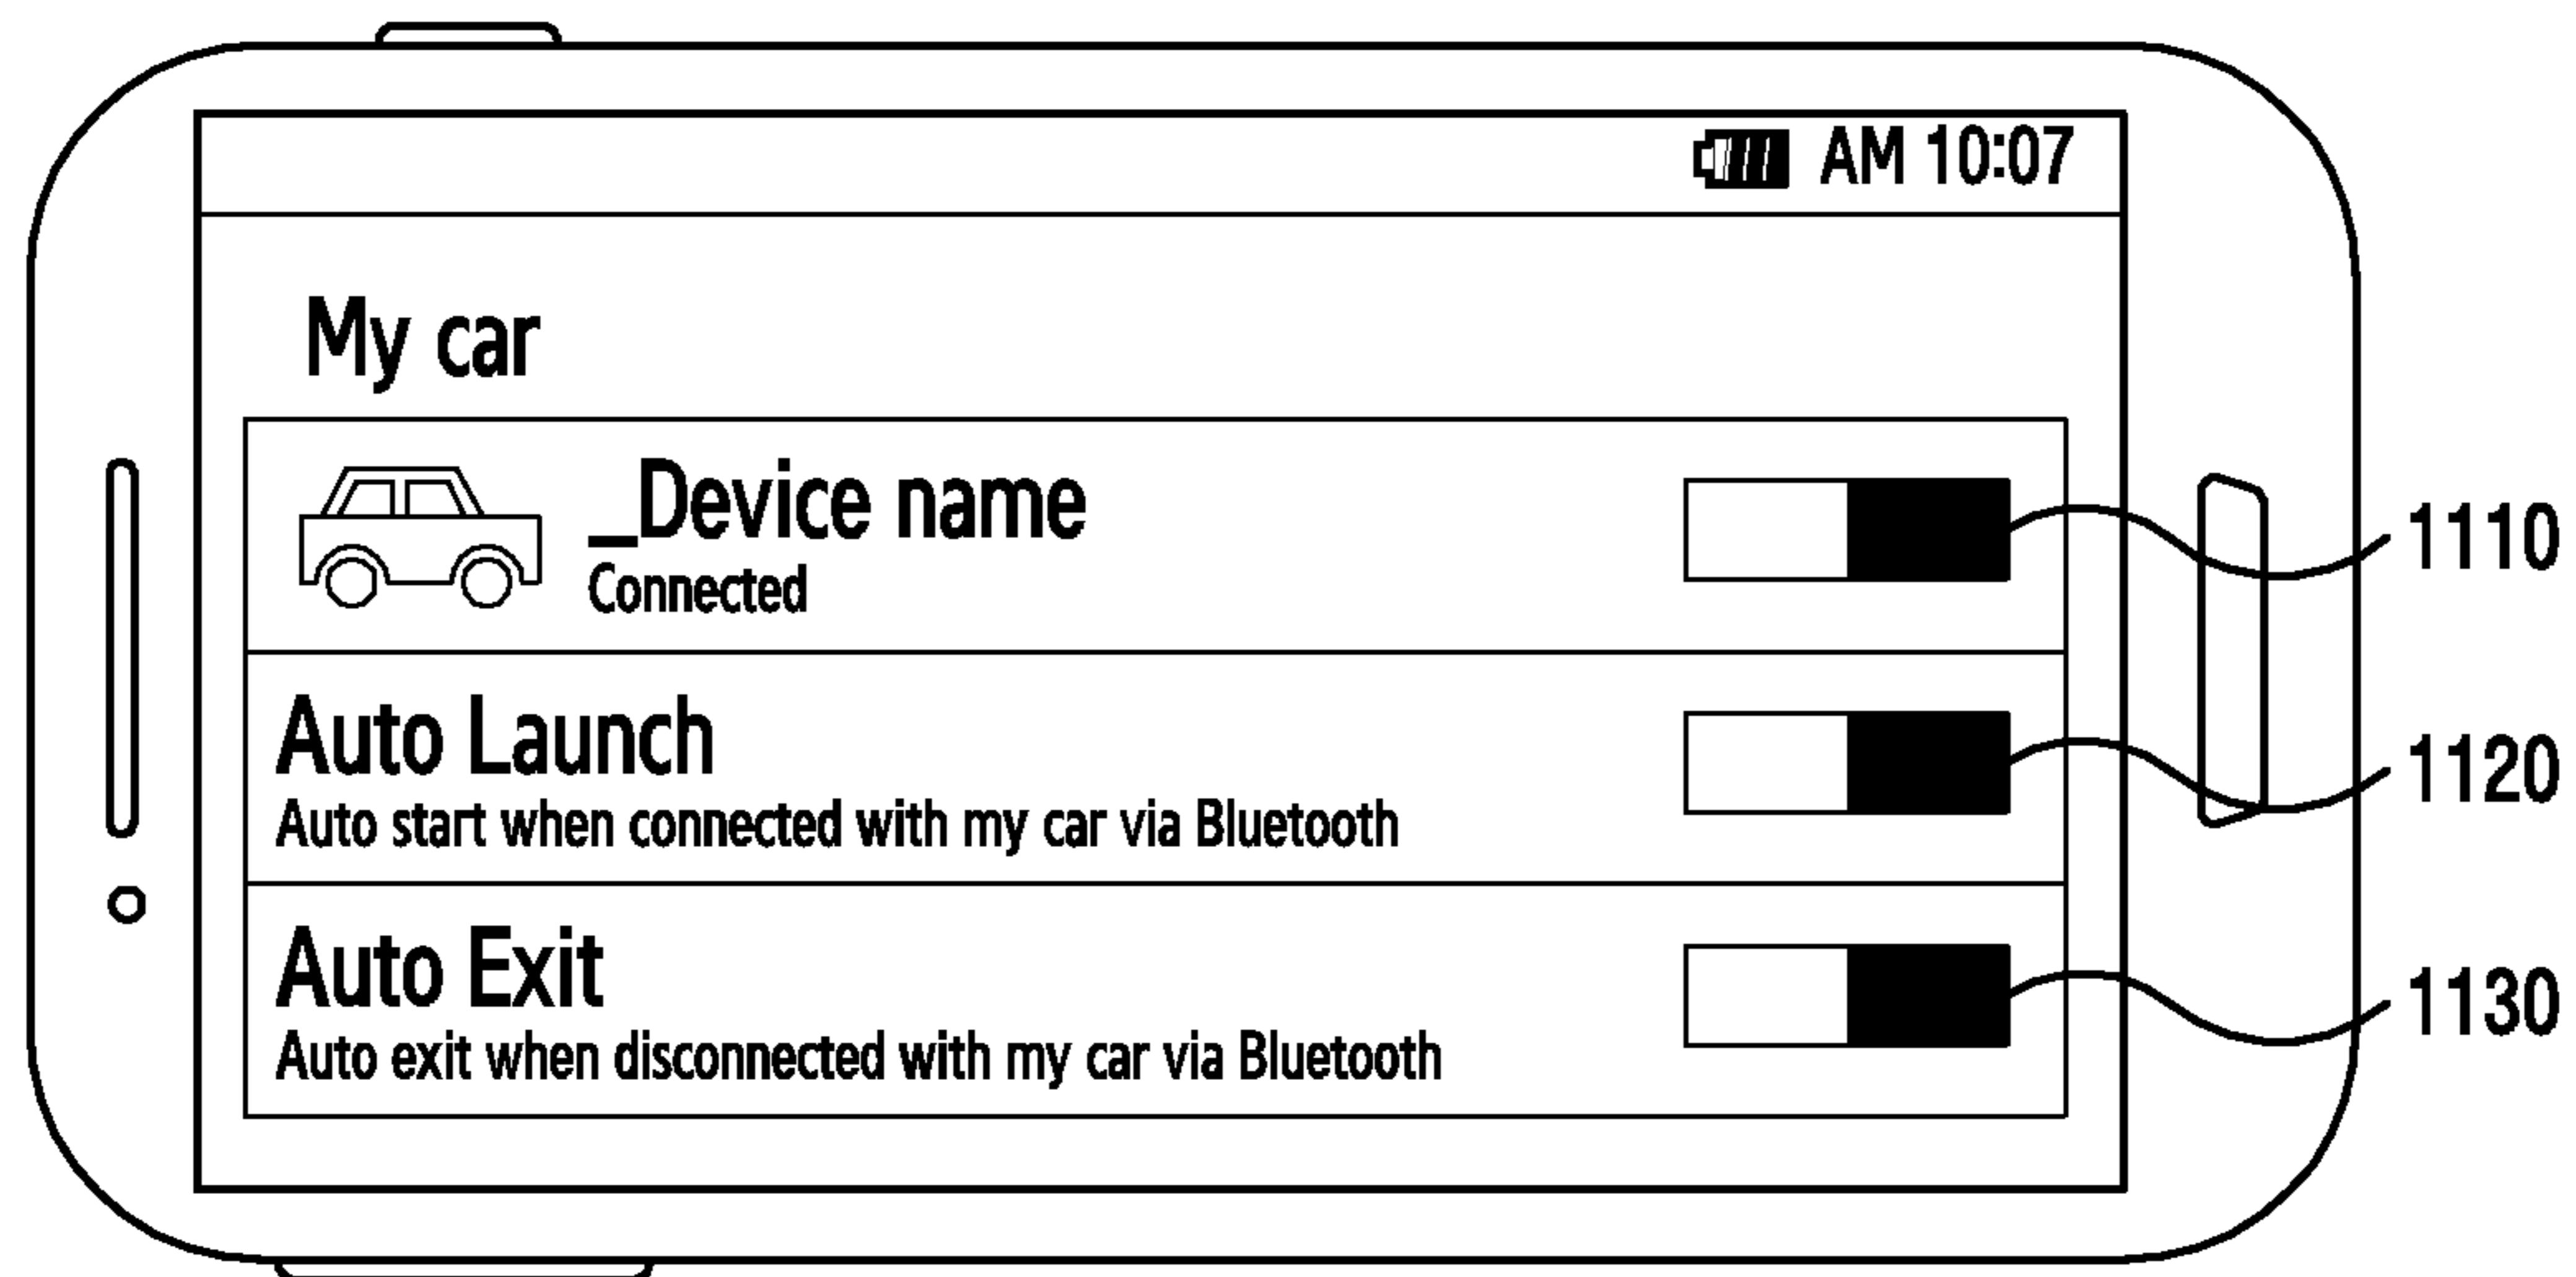 AM 10:07
My car
_Device name
Connected
1110
Auto Launch
Auto start when connected with my car via Bluetooth
1120
Auto Exit
Auto exit when disconnected with my car via Bluetooth
1130